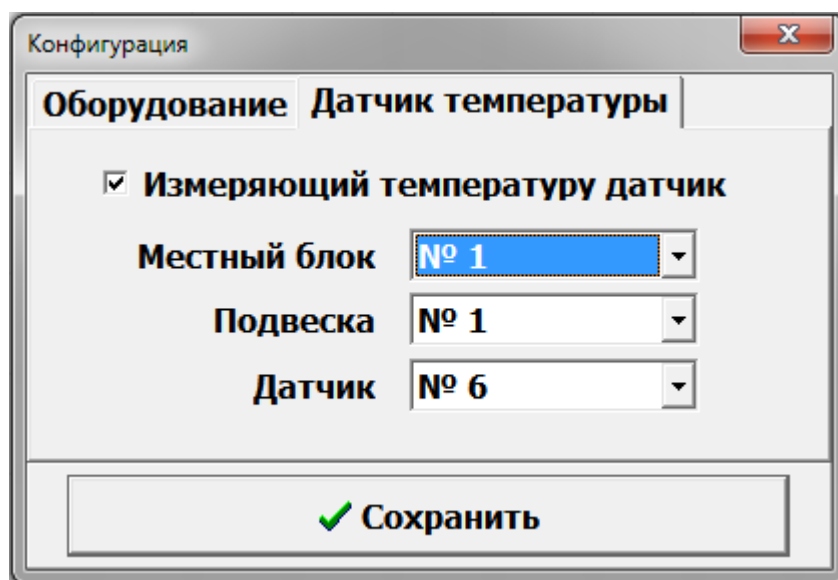 Конфигурация
Оборудование Датчик температуры
Измеряющий температуру датчик
Местный блок № 1
Подвеска № 1
Датчик № 6
Сохранить